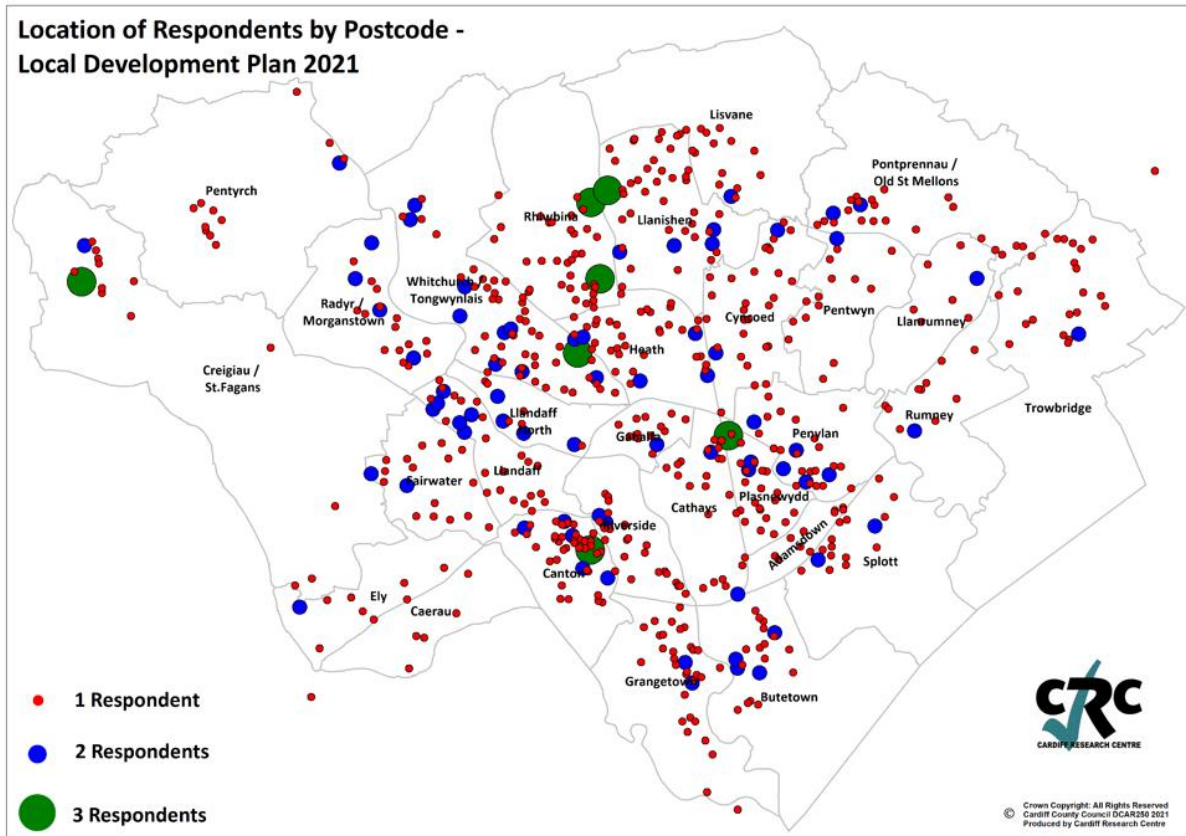 Location of Respondents by Postcode -
Local Development Plan 2021
Lisvane
Pontprennau /
Old St Mellons
Pentyrch
Rhiwbina
Llanishen
Whitchurch /
Tongwynlais
Radyr /
Morganstown
Cyncoed
Pentwyn
Llanrumney
Heath
Creigiau /
St.Fagans
Llandaff
North
Gabalfa
Penylan
Rumney
Trowbridge
Fairwater
Llandaff
Plasnewydd
Cathays
Riverside
Adamsdown
Splott
Canton
Ely
Caerau
Grangetown
Butetown
1 Respondent
2 Respondents
3 Respondents
CRC
CARDIFF RESEARCH CENTRE
© Crown Copyright: All Rights Reserved
Cardiff County Council DCAR250 2021
Produced by Cardiff Research Centre